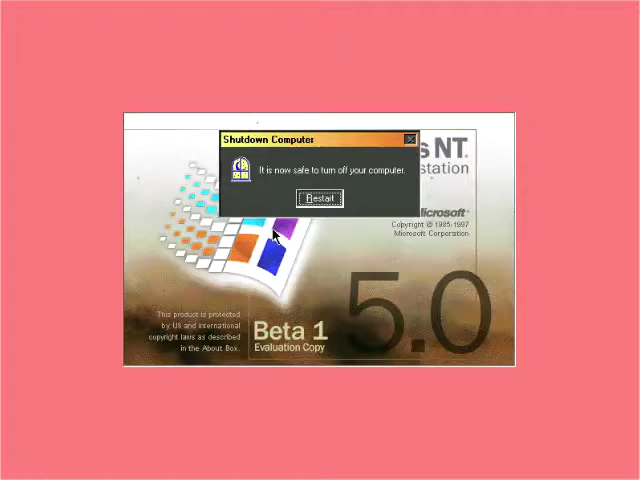 Shutdown Computer
It is now safe to turn off your computer.
Restart
s NT.
station
Microsoft
Copyright © 1985-1997
Microsoft Corporation
5.0
This product is protected
by US and international
copyright laws as described
in the About Box.
Beta 1
Evaluation Copy